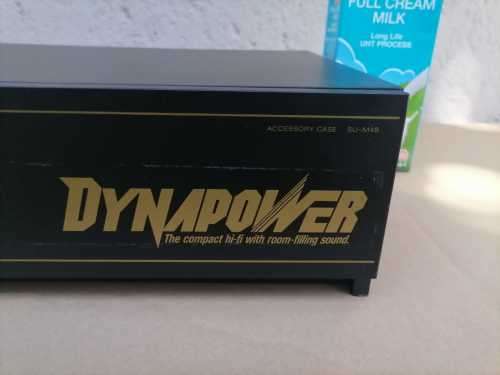 FULL CREAM
MILK
Long Life
UHT PROCESS
ACCESSORY CASE SU-M45
DYNAPOWER
The compact hi-fi with room-filling sound.